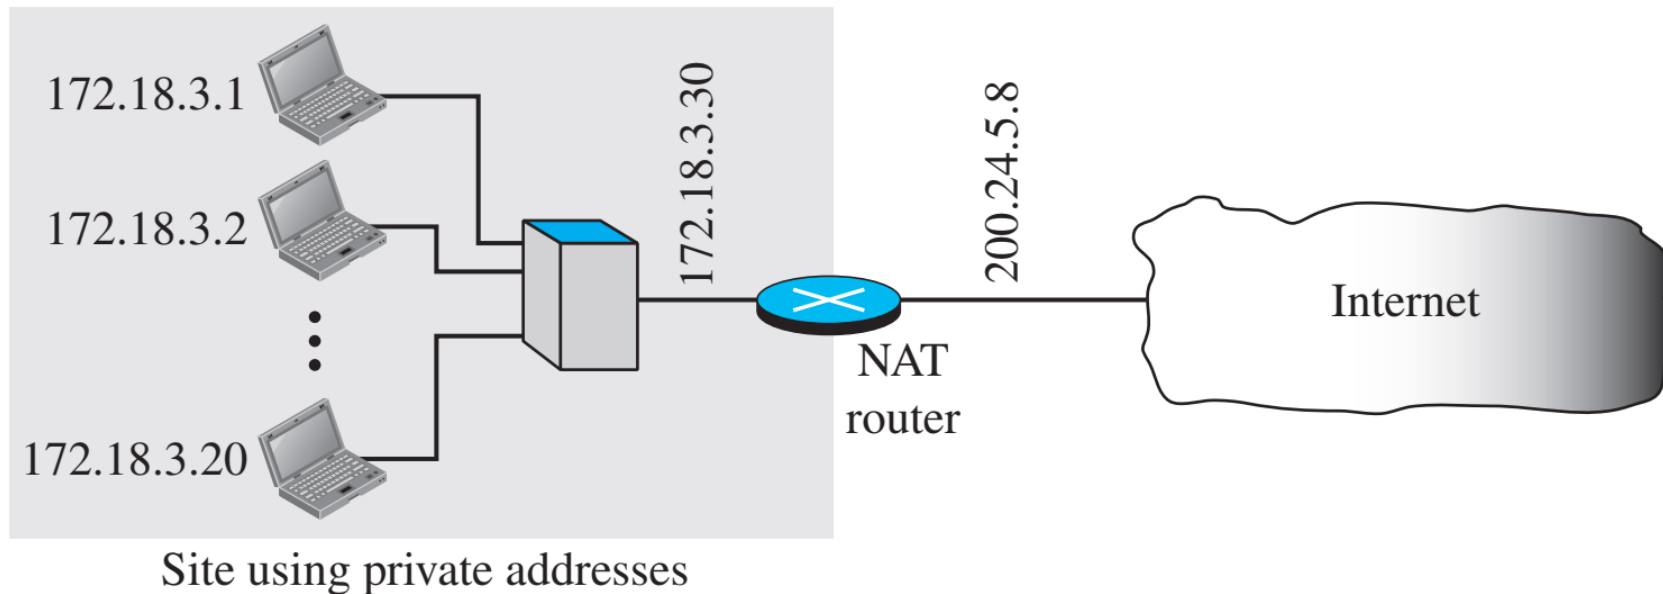 172.18.3.1
172.18.3.2
172.18.3.20
172.18.3.30
200.24.5.8
NAT
router
Internet
Site using private addresses